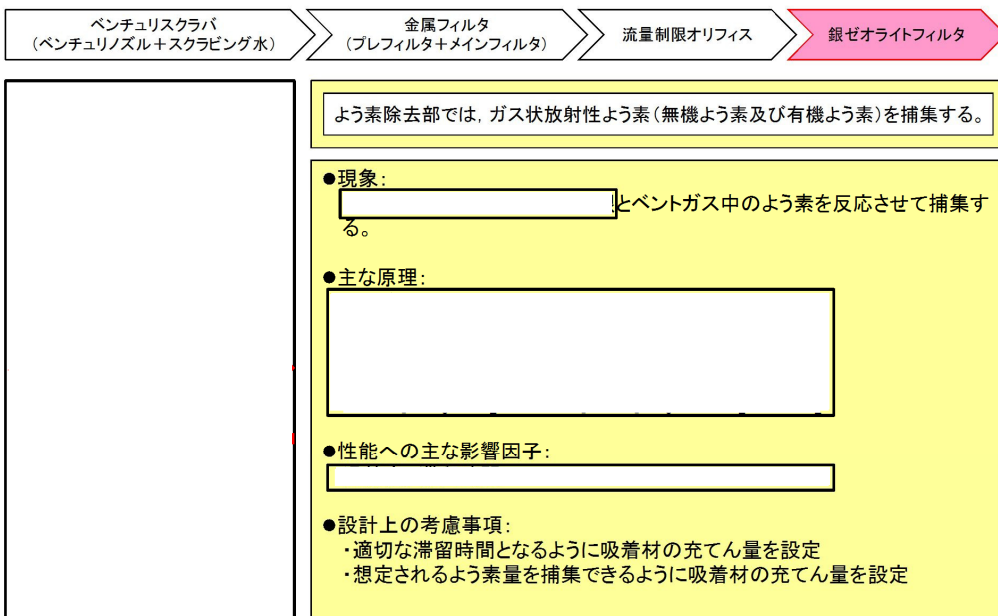 ベンチュリスクラバ
（ベンチュリノズル＋スクラビング水）
金属フィルタ
（プレフィルタ＋メインフィルタ）
流量制限オリフィス
銀ゼオライトフィルタ
よう素除去部では，ガス状放射性よう素（無機よう素及び有機よう素）を捕集する。
●現象：
とベントガス中のよう素を反応させて捕集す
る。
●主な原理：
●性能への主な影響因子：
●設計上の考慮事項：
・適切な滞留時間となるように吸着材の充てん量を設定
・想定されるよう素量を捕集できるように吸着材の充てん量を設定